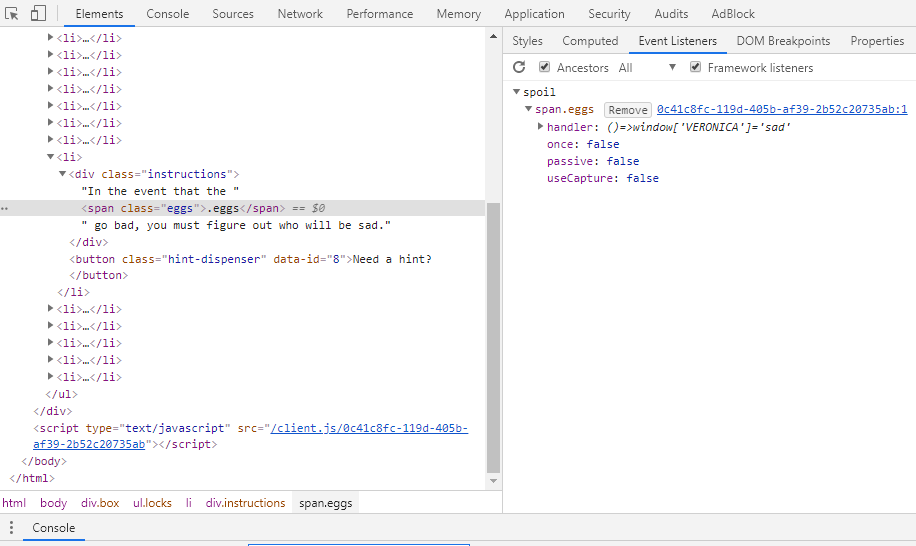 Elements Console Sources Network Performance Memory Application Security Audits AdBlock
▶<li>…</li>
▶<li>…</li>
▶<li>…</li>
▶<li>…</li>
▶<li>…</li>
▶<li>…</li>
▶<li>…</li>
▼<li>
▼<div class="instructions">
"In the event that the "
<span class="eggs">.eggs</span> == $0
" go bad, you must figure out who will be sad."
</div>
<button class="hint-dispenser" data-id="8">Need a hint?
</button>
</li>
▶<li>…</li>
▶<li>…</li>
▶<li>…</li>
▶<li>…</li>
▶<li>…</li>
</ul>
</div>
<script type="text/javascript" src="/client.js/0c41c8fc-119d-405b-
af39-2b52c20735ab"></script>
</body>
</html>
html body div.box ul.locks li div.instructions span.eggs
Styles Computed Event Listeners DOM Breakpoints Properties
Ancestors All ▼ Framework listeners
▼spoil
▼span.eggs Remove 0c41c8fc-119d-405b-af39-2b52c20735ab:1
▶handler: ()=>window['VERONICA']='sad'
once: false
passive: false
useCapture: false
Console